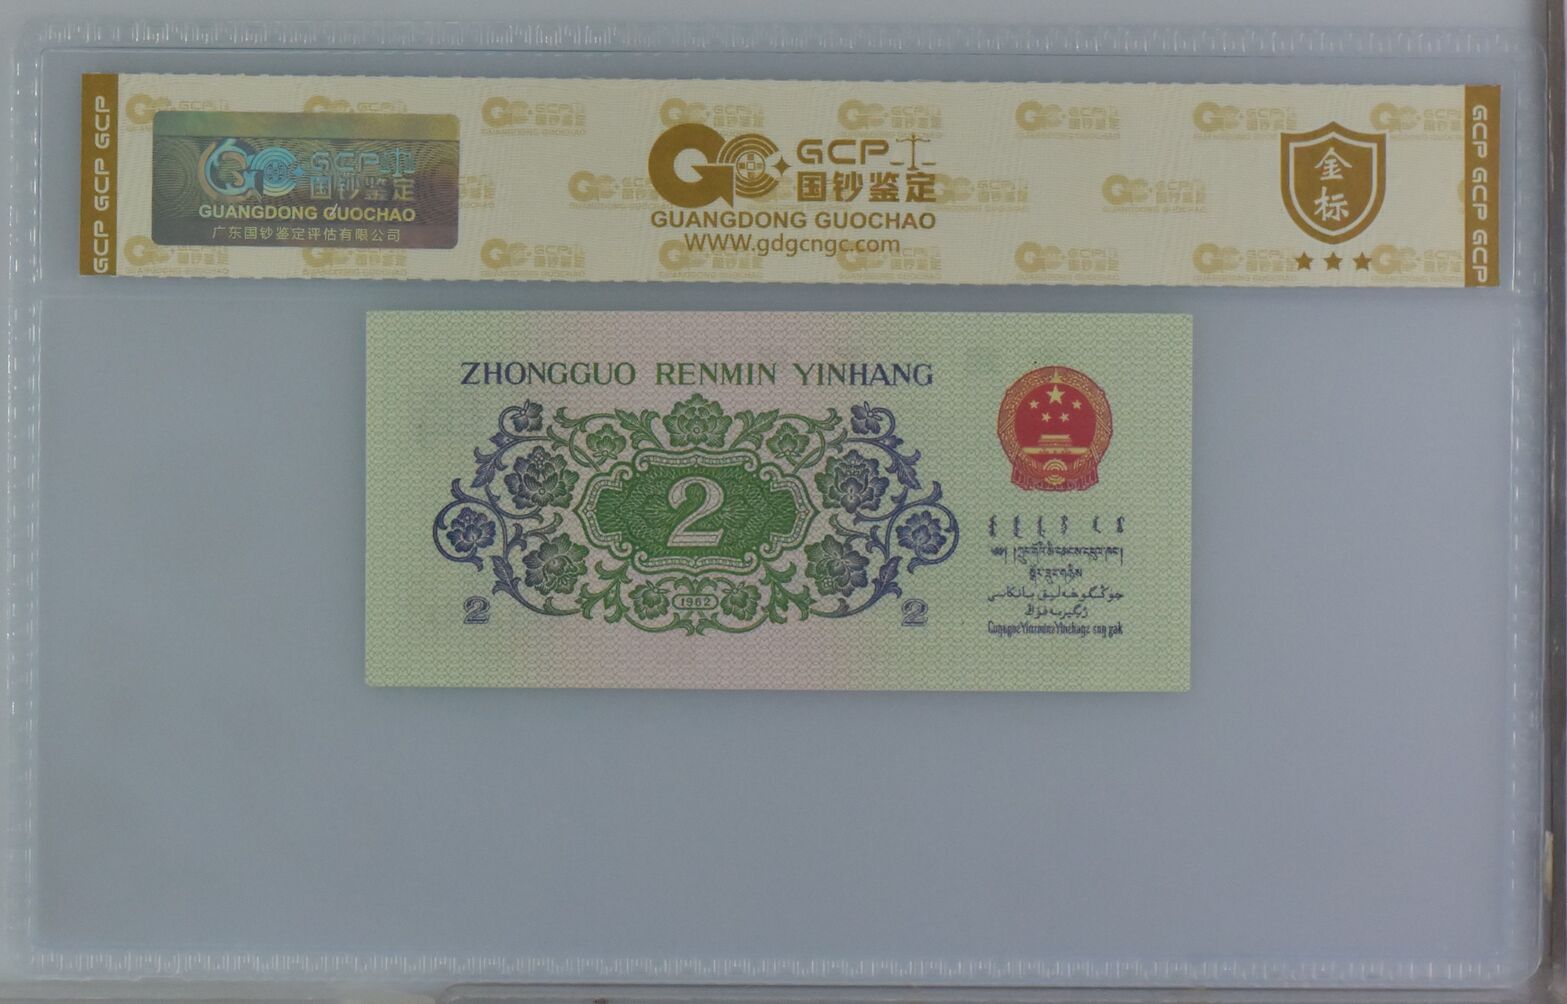 GCP GCP GCP
GCP
国钞鉴定
GUANGDONG GUOCHAO
广东国钞鉴定评估有限公司
GCP
国钞鉴定
GUANGDONG GUOCHAO
WWW.gdgcngc.com
金
标
GCP GCP GCP
ZHONGGUO RENMIN YINHANG
2
1962
2
2